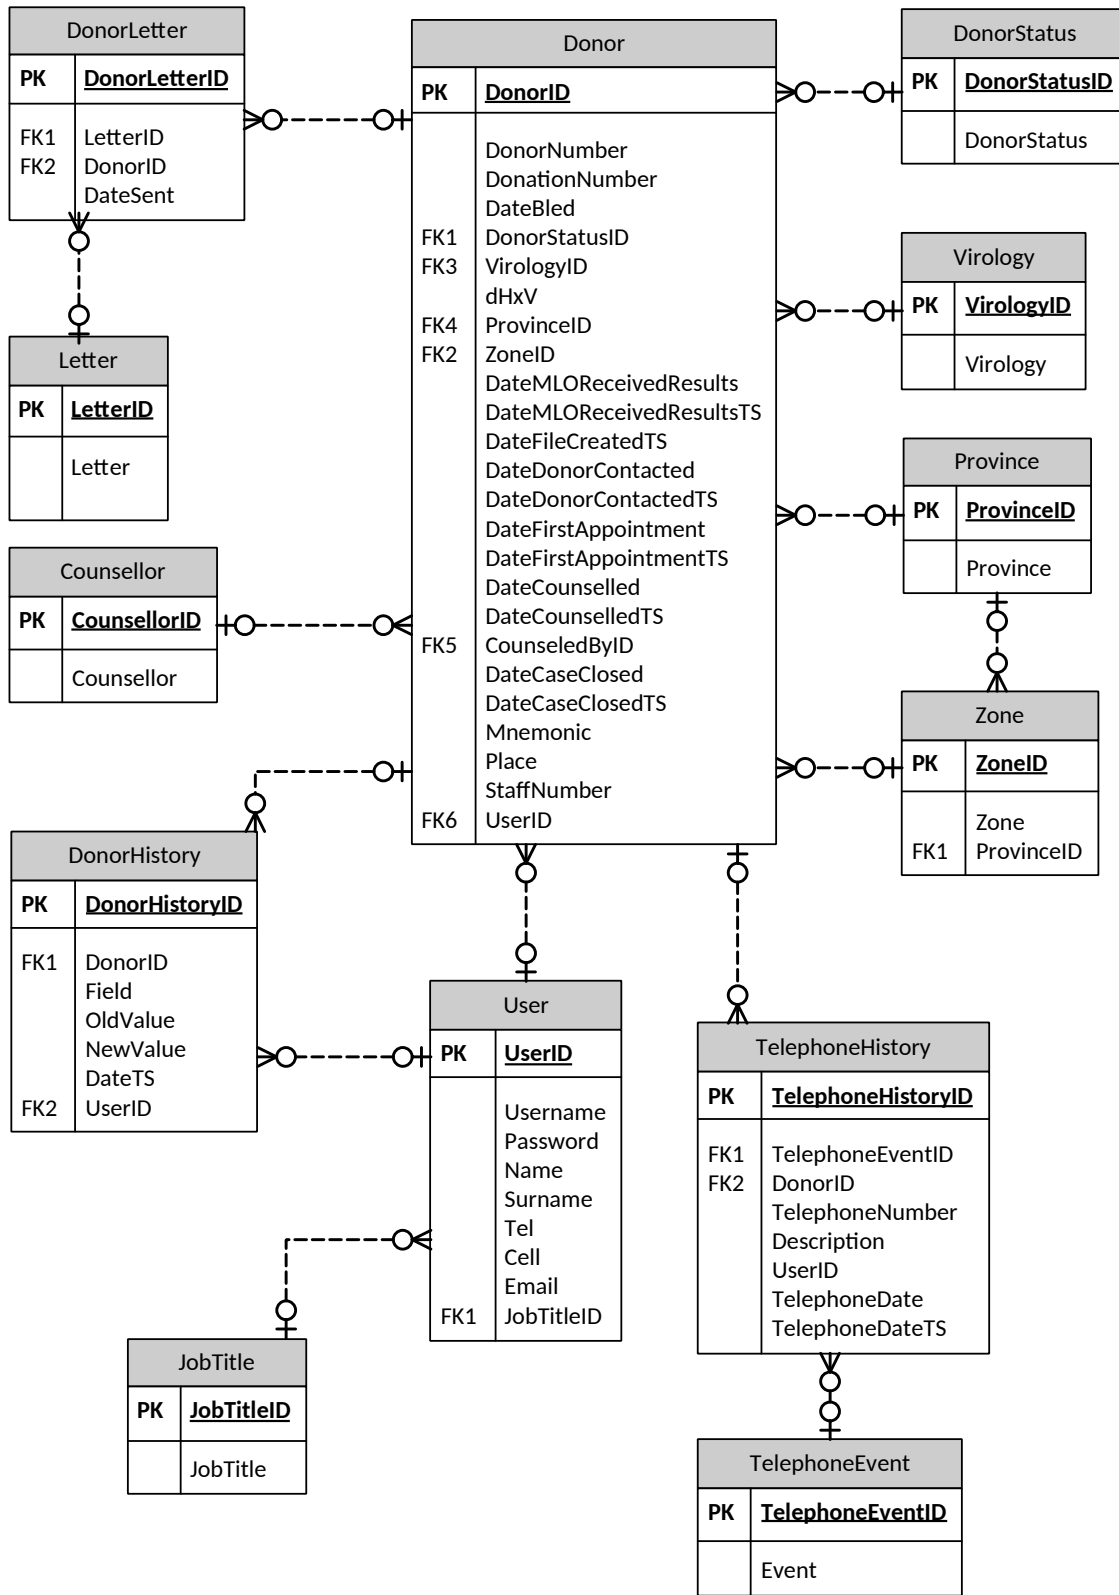 DonorLetter
PK DonorLetterID
FK1 LetterID
FK2 DonorID
DateSent
Letter
PK LetterID
Letter
Counsellor
PK CounsellorID
Counsellor
DonorHistory
PK DonorHistoryID
FK1 DonorID
Field
OldValue
NewValue
DateTS
FK2 UserID
JobTitle
PK JobTitleID
JobTitle
Donor
PK DonorID
DonorNumber
DonationNumber
DateBled
FK1 DonorStatusID
FK3 VirologyID
dHxV
FK4 ProvinceID
FK2 ZoneID
DateMLOReceivedResults
DateMLOReceivedResultsTS
DateFileCreatedTS
DateDonorContacted
DateDonorContactedTS
DateFirstAppointment
DateFirstAppointmentTS
DateCounselled
DateCounselledTS
FK5 CounseledByID
DateCaseClosed
DateCaseClosedTS
Mnemonic
Place
StaffNumber
FK6 UserID
User
PK UserID
Username
Password
Name
Surname
Tel
Cell
Email
FK1 JobTitleID
DonorStatus
PK DonorStatusID
DonorStatus
Virology
PK VirologyID
Virology
Province
PK ProvinceID
Province
Zone
PK ZoneID
Zone
FK1 ProvinceID
TelephoneHistory
PK TelephoneHistoryID
FK1 TelephoneEventID
FK2 DonorID
TelephoneNumber
Description
UserID
TelephoneDate
TelephoneDateTS
TelephoneEvent
PK TelephoneEventID
Event